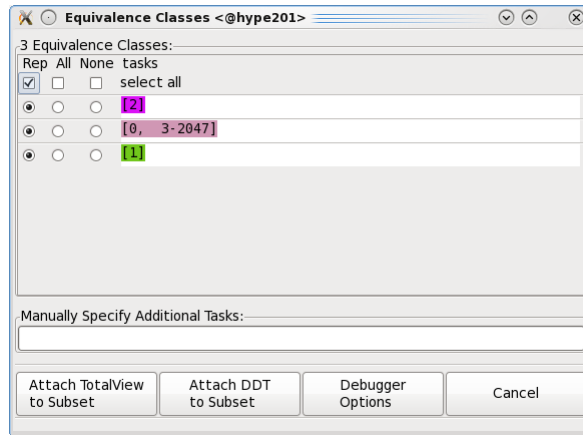 Equivalence Classes <@hype201>
3 Equivalence Classes:
Rep All None tasks
select all
[2]
[0, 3-2047]
[1]
Manually Specify Additional Tasks:
Attach TotalView to Subset
Attach DDT to Subset
Debugger Options
Cancel